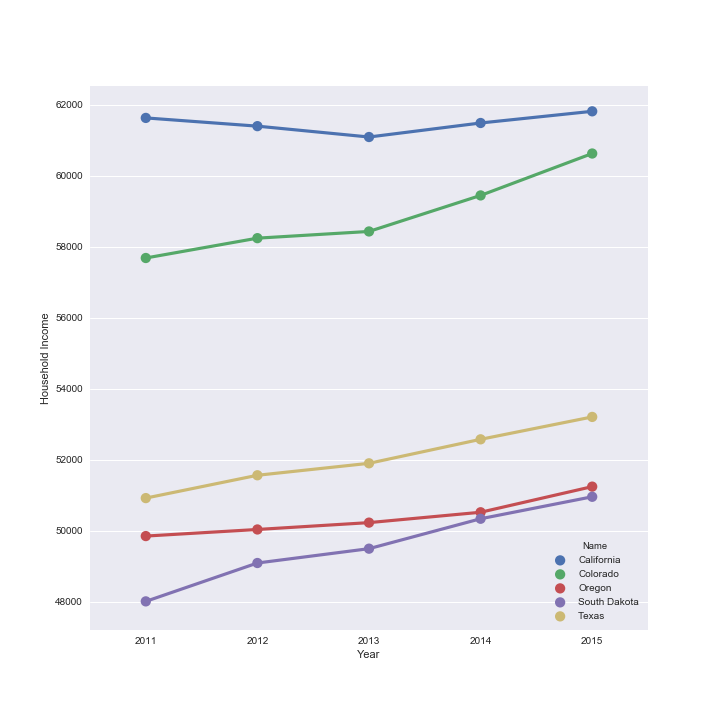 62000
60000
58000
56000
54000
52000
50000
48000
Household Income
2011 2012 2013 2014 2015
Year
Name
California
Colorado
Oregon
South Dakota
Texas